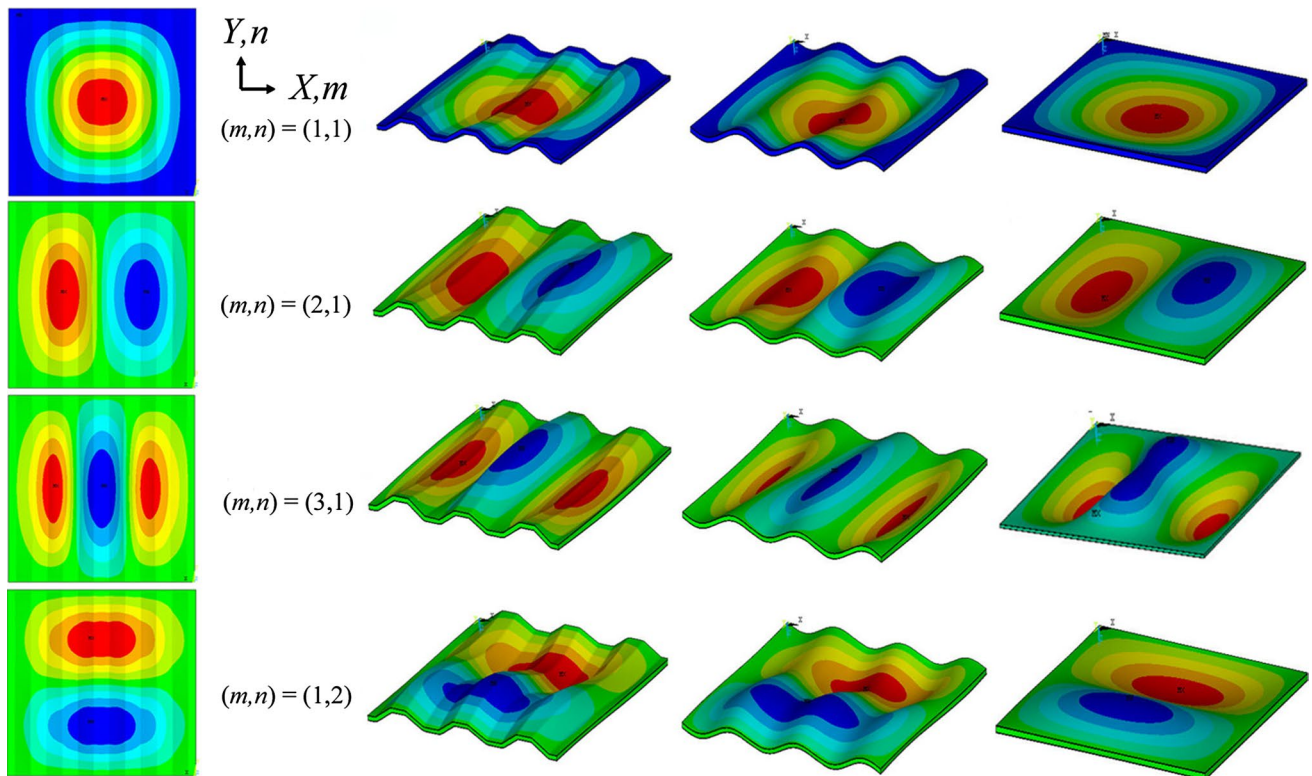 Y,n
X,m
(m,n) = (1,1)
(m,n) = (2,1)
(m,n) = (3,1)
(m,n) = (1,2)